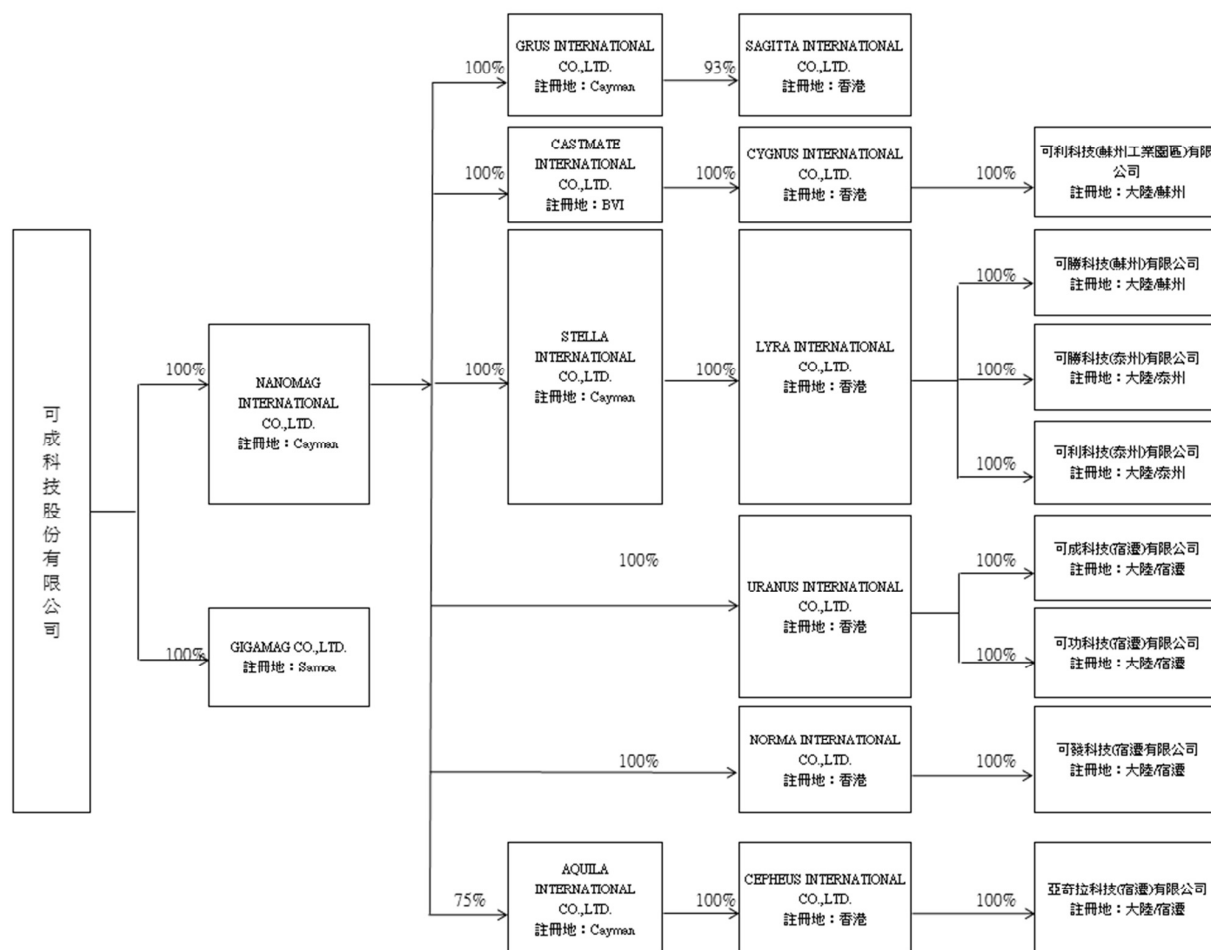 可成科技股份有限公司
100%
NANOMAG
INTERNATIONAL
CO.,LTD.
註冊地：Cayman
100%
GIGAMAG CO.,LTD.
註冊地：Samoa
100%
GRUS INTERNATIONAL
CO.,LTD.
註冊地：Cayman
93%
SAGITTA INTERNATIONAL
CO.,LTD.
註冊地：香港
100%
CASTMATE
INTERNATIONAL
CO.,LTD.
註冊地：BVI
100%
CYGNUS INTERNATIONAL
CO.,LTD.
註冊地：香港
100%
可利科技(蘇州工業園區)有限
公司
註冊地：大陸/蘇州
100%
STELLA
INTERNATIONAL
CO.,LTD.
註冊地：Cayman
100%
LYRA INTERNATIONAL
CO.,LTD.
註冊地：香港
100%
可勝科技(蘇州)有限公司
註冊地：大陸/蘇州
100%
可勝科技(泰州)有限公司
註冊地：大陸/泰州
100%
可利科技(泰州)有限公司
註冊地：大陸/泰州
100%
URANUS INTERNATIONAL
CO.,LTD.
註冊地：香港
100%
可成科技(宿遷)有限公司
註冊地：大陸/宿遷
100%
可功科技(宿遷)有限公司
註冊地：大陸/宿遷
100%
NORMA INTERNATIONAL
CO.,LTD.
註冊地：香港
100%
可發科技(宿遷有限公司
註冊地：大陸/宿遷
75%
AQUILA
INTERNATIONAL
CO.,LTD.
註冊地：Cayman
100%
CEPHEUS INTERNATIONAL
CO.,LTD.
註冊地：香港
100%
亞奇拉科技(宿遷)有限公司
註冊地：大陸/宿遷